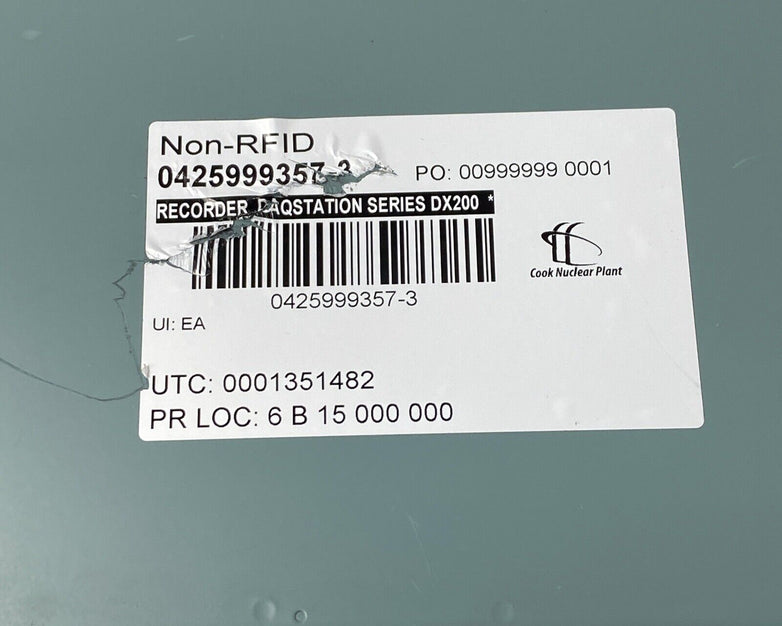 Non-RFID
0425999357-3
PO: 00999999 0001
RECORDER DAQSTATION SERIES DX200 *
Cook Nuclear Plant
0425999357-3
UI: EA
UTC: 0001351482
PR LOC: 6 B 15 000 000